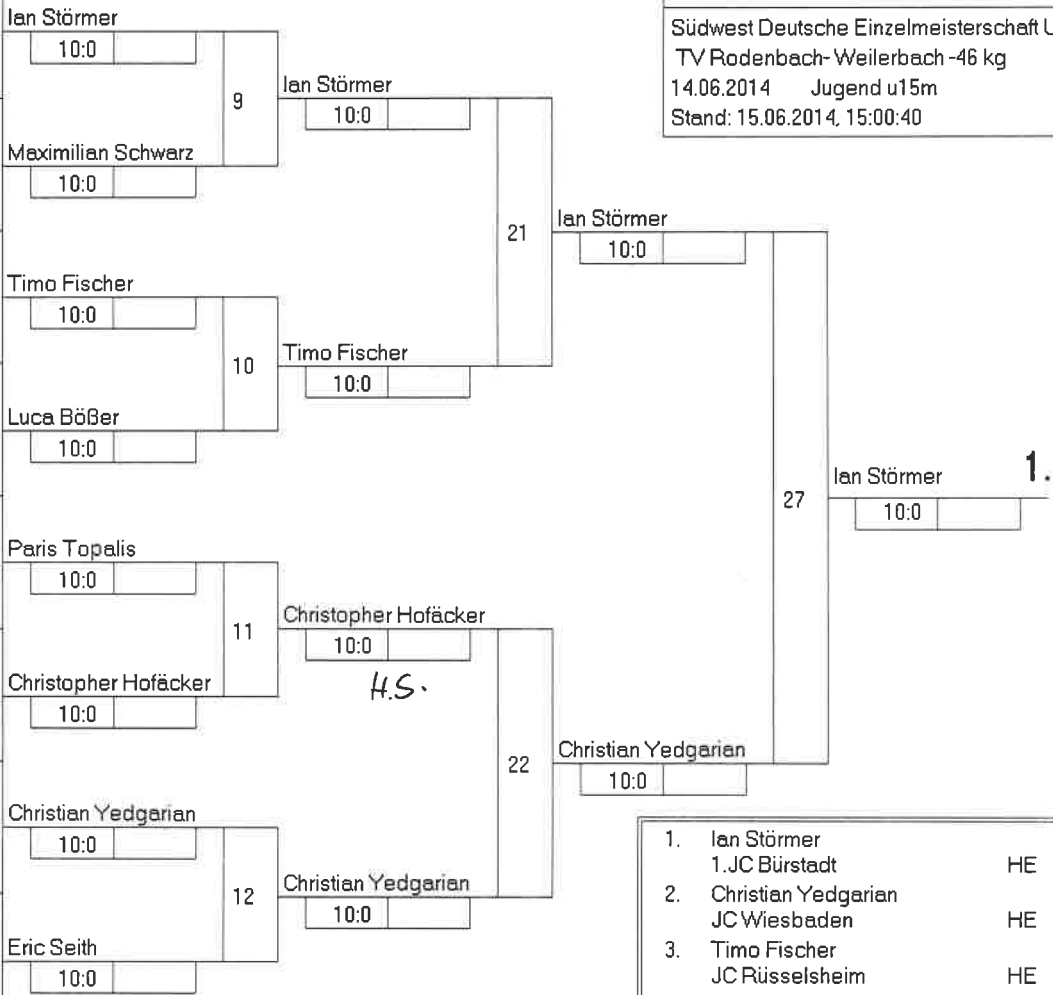 Ian Störmer
10:0
Südwest Deutsche Einzelmeisterschaft U
TV Rodenbach-Weilerbach -46 kg
14.06.2014 Jugend u15m
Stand: 15.06.2014, 15:00:40
9
Ian Störmer
10:0
Maximilian Schwarz
10:0
21
Ian Störmer
10:0
Timo Fischer
10:0
10
Timo Fischer
10:0
Luca Bößer
10:0
27
Ian Störmer 1.
10:0
Paris Topalis
10:0
11
Christopher Hofäcker
10:0
H.S.
Christopher Hofäcker
10:0
22
Christian Yedgarian
10:0
Christian Yedgarian
10:0
12
Christian Yedgarian
10:0
Eric Seith
10:0
1. Ian Störmer
1.JC Bürstadt HE
2. Christian Yedgarian
JC Wiesbaden HE
3. Timo Fischer
JC Rüsselsheim HE